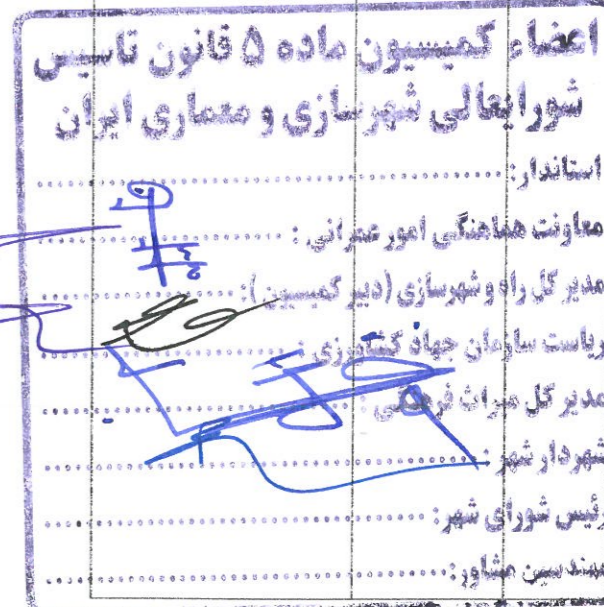 اعضاء کمیسیون ماده ۵ قانون تاسیس
شورایعالی شهرسازی و معماری ایران
استاندار:
معاونت هماهنگی امور عمرانی :
مدیر کل راه و شهرسازی (دبیر کمیسیون ):
ریاست سازمان جهاد کشاورزی :
مدیر کل میراث فرهنگی :
شهردار شهر :
رئیس شورای شهر:
مهندسین مشاور: